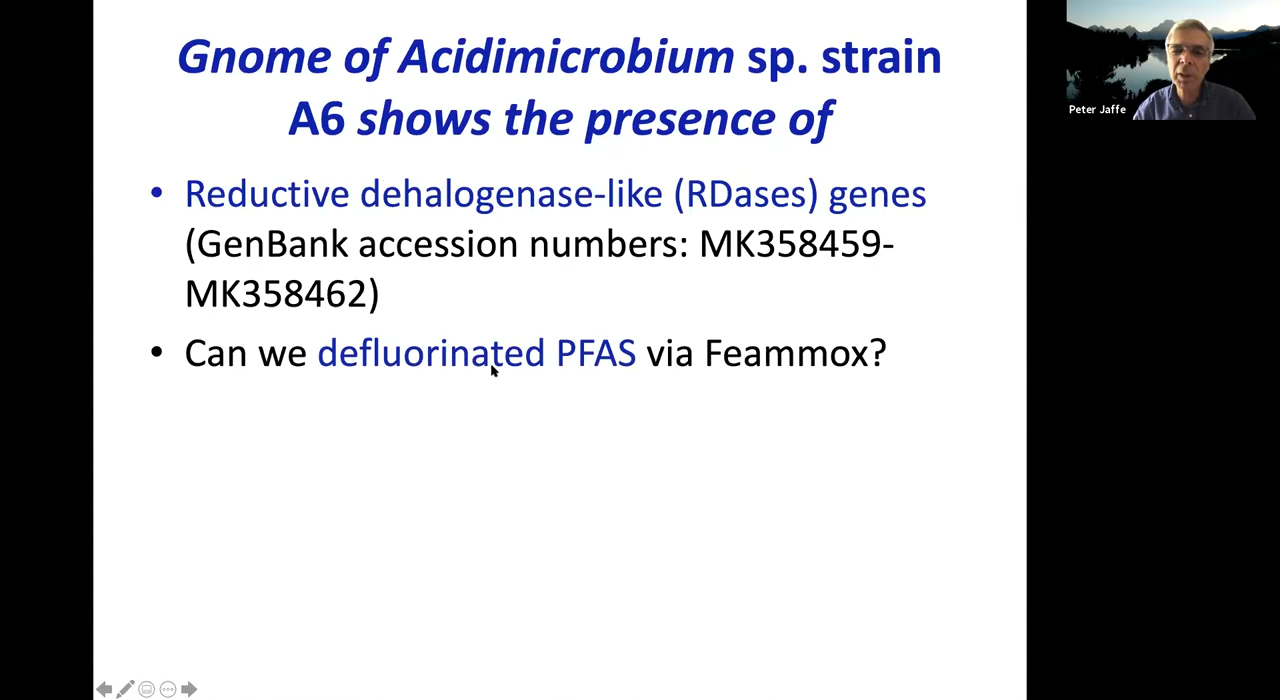 Gnome of Acidimicrobium sp. strain
A6 shows the presence of
• Reductive dehalogenase-like (RDases) genes
(GenBank accession numbers: MK358459-
MK358462)
• Can we defluorinated PFAS via Feammox?
Peter Jaffe